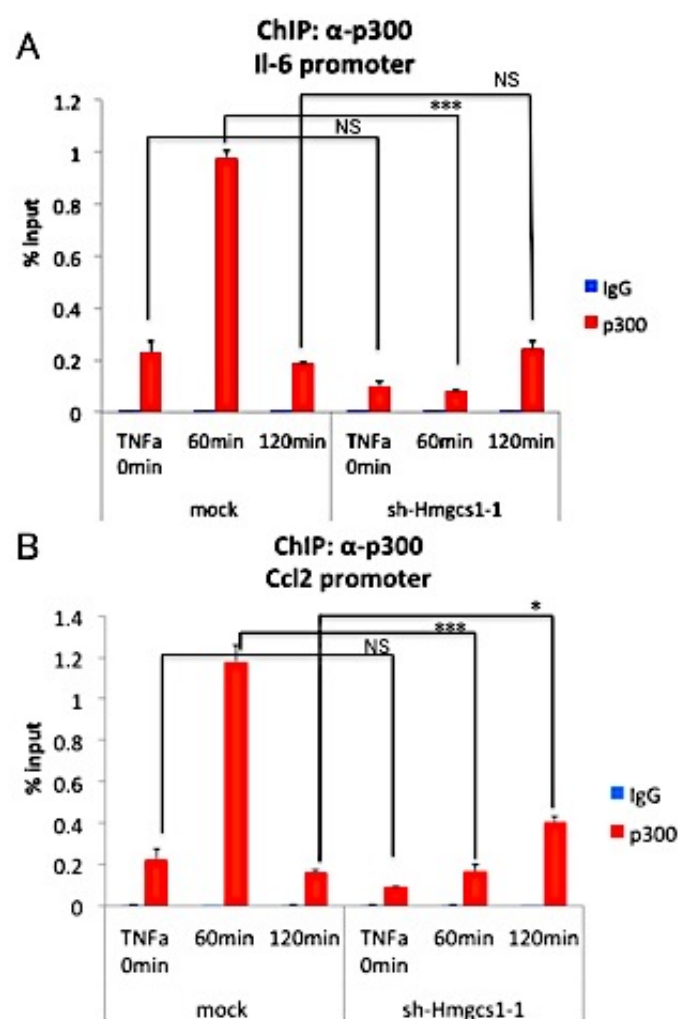 A
ChIP: α-p300
Il-6 promoter
NS
***
NS
1.2
1
0.8
0.6
0.4
0.2
0
% Input
IgG
p300
TNFa 60min 120min TNFa 60min 120min
0min 0min
mock sh-Hmgcs1-1
B
ChIP: α-p300
Ccl2 promoter
*
***
NS
1.4
1.2
1
0.8
0.6
0.4
0.2
0
% input
IgG
p300
TNFa 60min 120min TNFa 60min 120min
0min 0min
mock sh-Hmgcs1-1